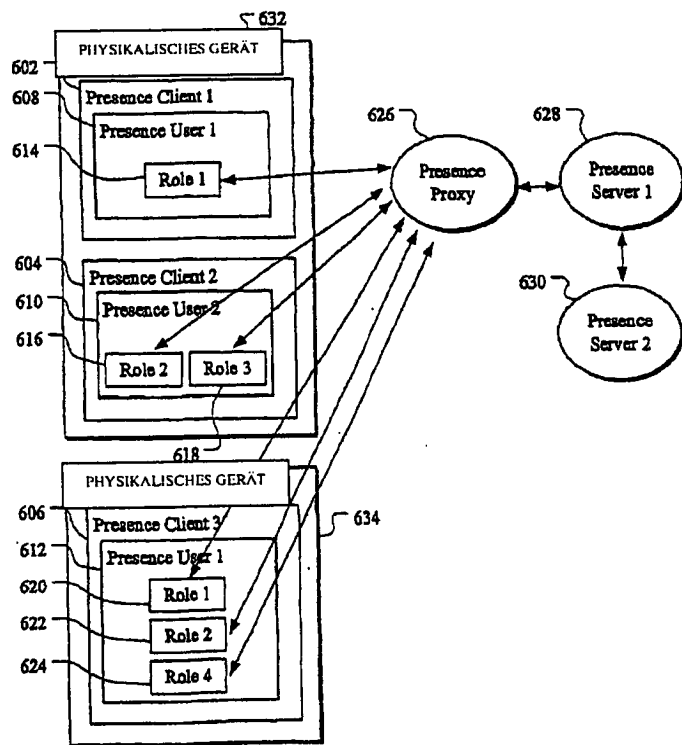 632
PHYSIKALISCHES GERÄT
602
Presence Client 1
608
Presence User 1
614
Role 1
626
Presence
Proxy
628
Presence
Server 1
604
Presence Client 2
610
Presence User 2
616
Role 2
Role 3
618
630
Presence
Server 2
PHYSIKALISCHES GERÄT
634
606
Presence Client 3
612
Presence User 1
620
Role 1
622
Role 2
624
Role 4